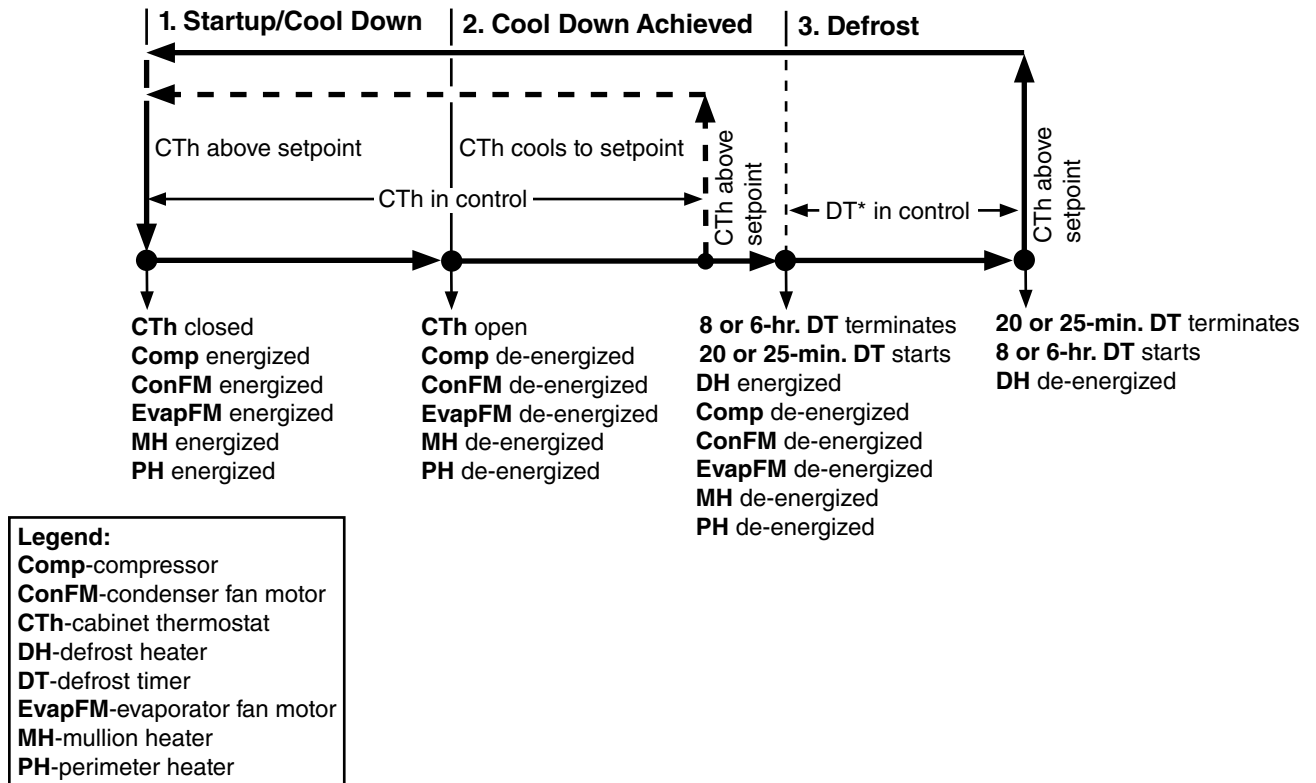 1. Startup/Cool Down
2. Cool Down Achieved
3. Defrost
CTh above setpoint
CTh cools to setpoint
CTh above
setpoint
CTh in control
DT* in control
CTh above
setpoint
CTh closed
Comp energized
ConFM energized
EvapFM energized
MH energized
PH energized
CTh open
Comp de-energized
ConFM de-energized
EvapFM de-energized
MH de-energized
PH de-energized
8 or 6-hr. DT terminates
20 or 25-min. DT starts
DH energized
Comp de-energized
ConFM de-energized
EvapFM de-energized
MH de-energized
PH de-energized
20 or 25-min. DT terminates
8 or 6-hr. DT starts
DH de-energized
Legend:
Comp-compressor
ConFM-condenser fan motor
CTh-cabinet thermostat
DH-defrost heater
DT-defrost timer
EvapFM-evaporator fan motor
MH-mullion heater
PH-perimeter heater